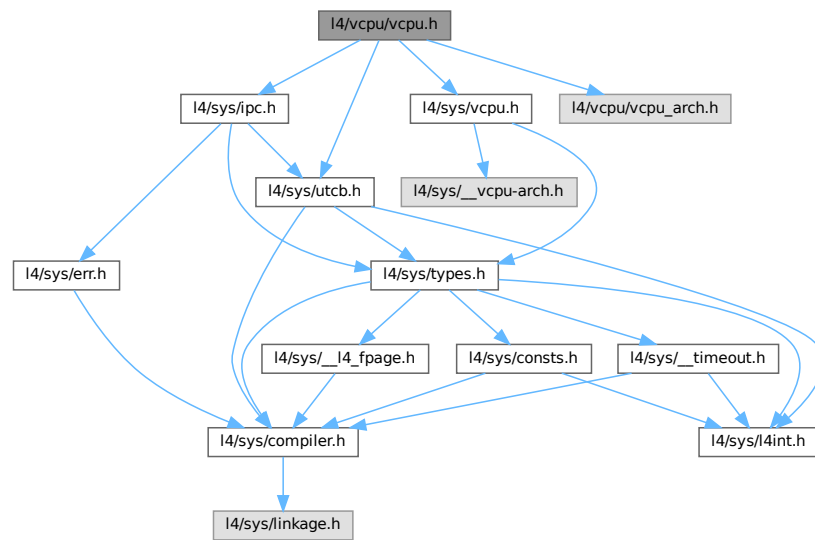 l4/vcpu/vcpu.h
l4/sys/ipc.h
l4/sys/vcpu.h
l4/vcpu/vcpu_arch.h
l4/sys/utcb.h
l4/sys/__vcpu-arch.h
l4/sys/err.h
l4/sys/types.h
l4/sys/__l4_fpage.h
l4/sys/consts.h
l4/sys/__timeout.h
l4/sys/compiler.h
l4/sys/l4int.h
l4/sys/linkage.h